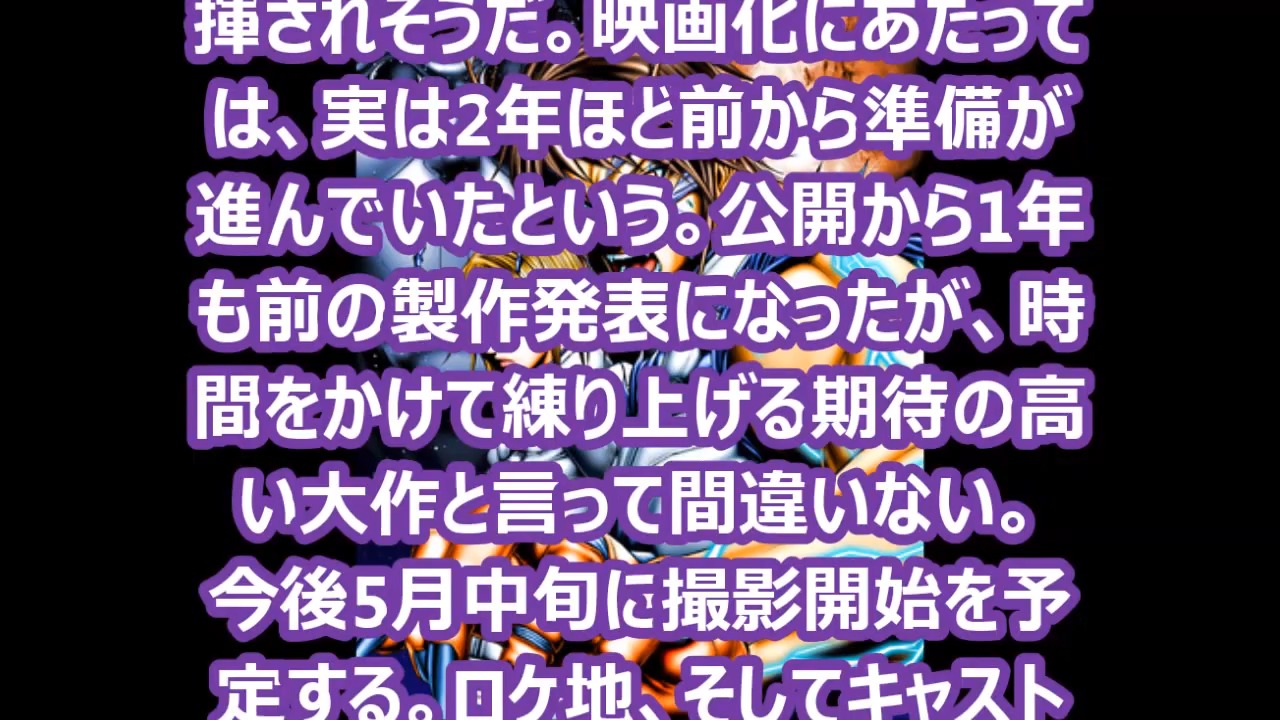 揮されそうだ。映画化にあたって
は、実は2年ほど前から準備が
進んでいたという。公開から1年
も前の製作発表になったが、時
間をかけて練り上げる期待の高
い大作と言って間違いない。
今後5月中旬に撮影開始を予
定する。ロケ地、そしてキャスト